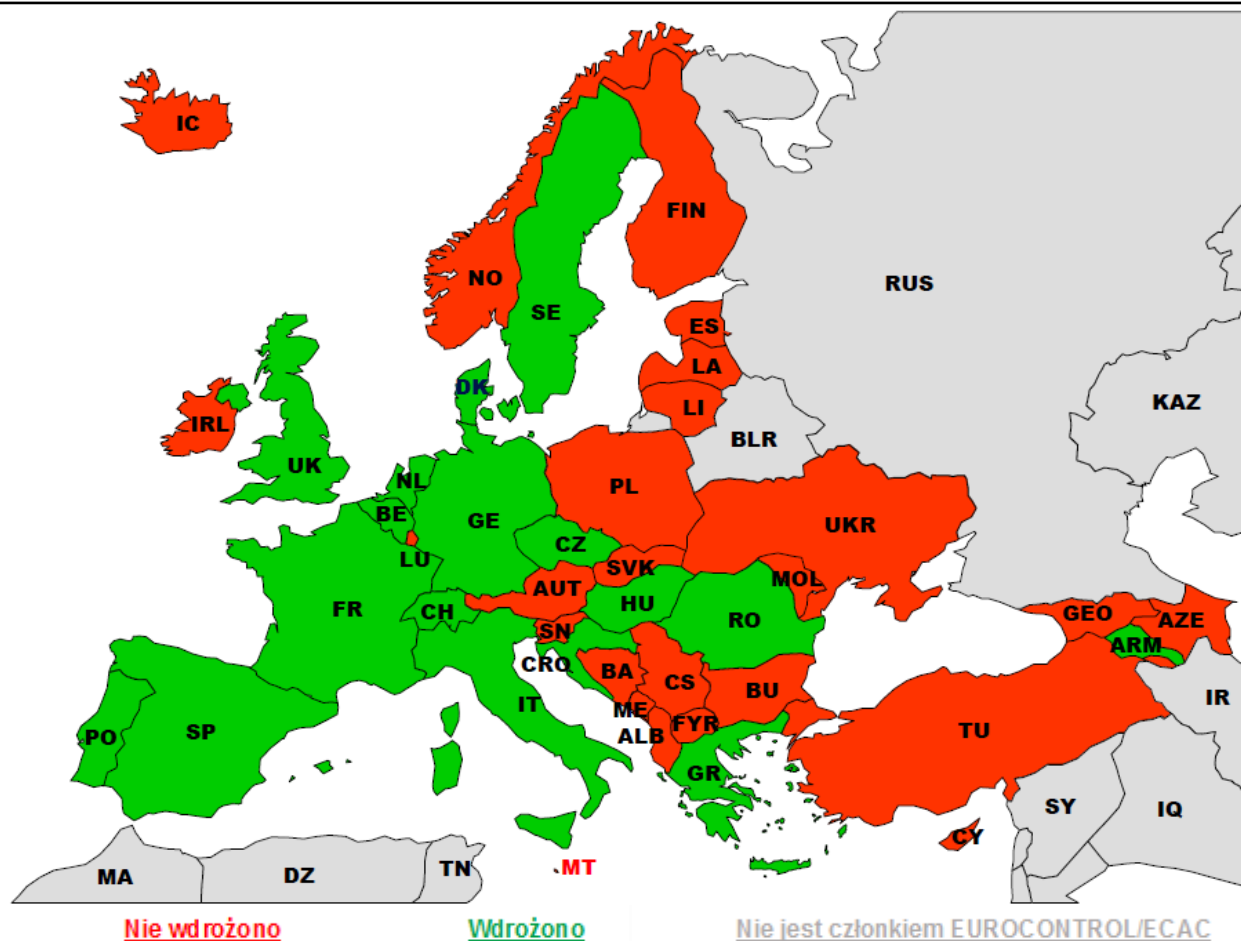 IC
FIN
NO
RUS
SE
ES
LA
DK
KAZ
LI
IRL
BLR
UK
NL
PL
BE
GE
UKR
CZ
LU
SVK
MOL
AUT
HU
FR
CH
RO
GEO
AZE
SN
ARM
CRO
BA
CS
BU
IR
IT
ME
FYR
PO
SP
ALB
TU
GR
SY
IQ
CY
MT
TN
MA
DZ
Nie wdrożono
Wdrożono
Nie jest członkiem EUROCONTROL/ECAC